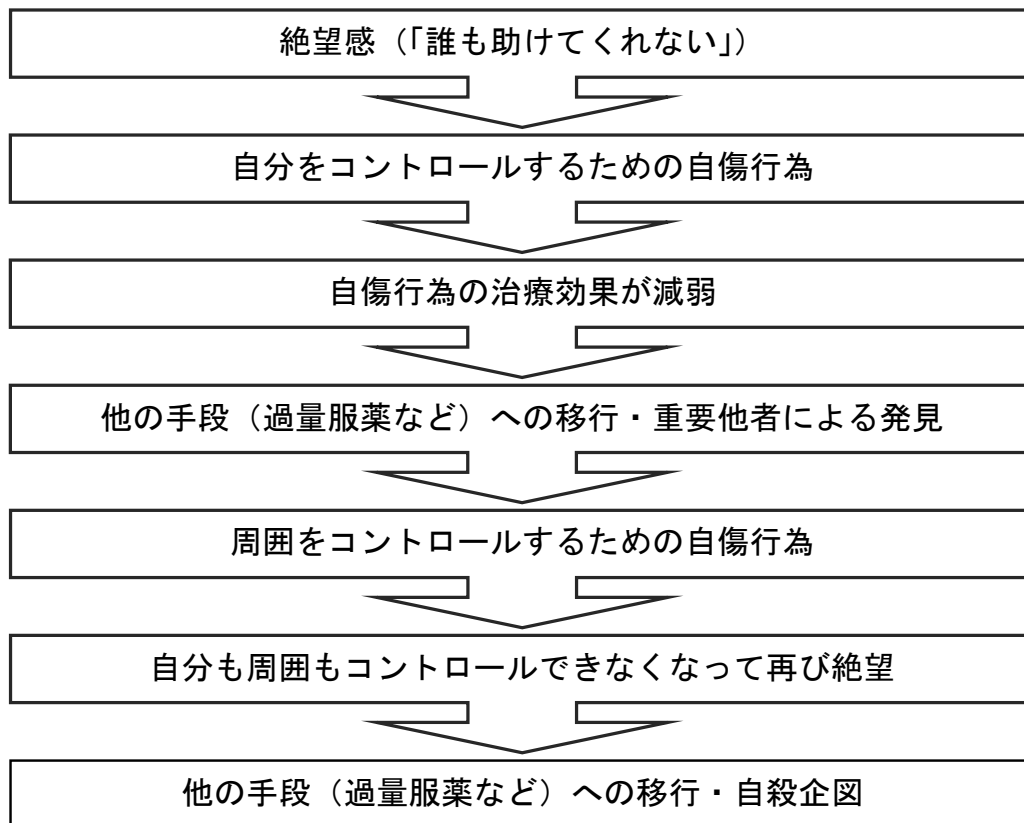 絶望感（「誰も助けてくれない」）
自分をコントロールするための自傷行為
自傷行為の治療効果が減弱
他の手段（過量服薬など）への移行・重要他者による発見
周囲をコントロールするための自傷行為
自分も周囲もコントロールできなくなって再び絶望
他の手段（過量服薬など）への移行・自殺企図